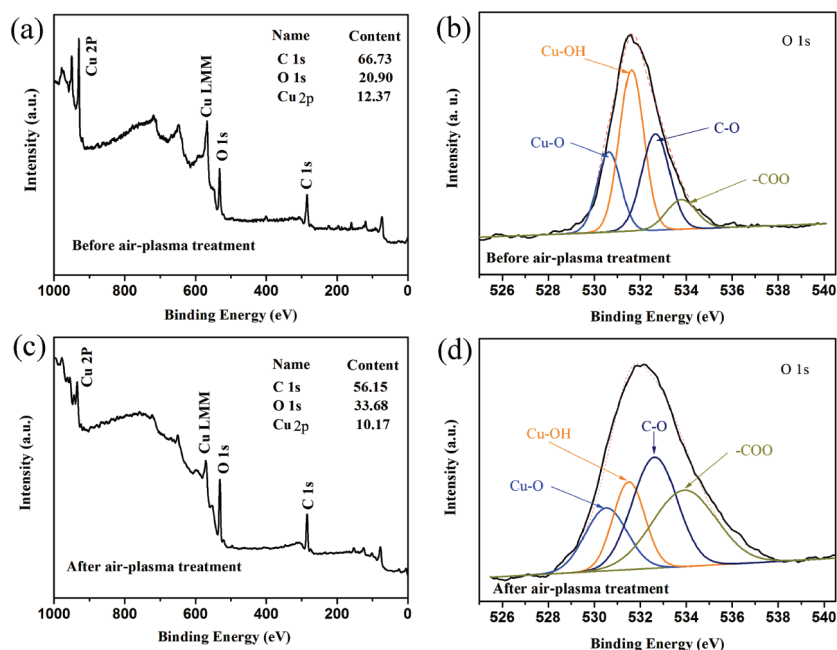 (a)
Cu 2P
Cu LMM
O 1s
C 1s
Name Content
C 1s 66.73
O 1s 20.90
Cu 2p 12.37
Before air-plasma treatment
Intensity (a.u.)
1000 800 600 400 200 0
Binding Energy (eV)
(b)
O 1s
Cu-OH
Cu-O
C-O
-COO
Before air-plasma treatment
Intensity (a. u.)
526 528 530 532 534 536 538 540
Binding Energy (eV)
(c)
Cu 2P
Cu LMM
O 1s
C 1s
Name Content
C 1s 56.15
O 1s 33.68
Cu 2p 10.17
After air-plasma treatment
Intensity (a.u.)
1000 800 600 400 200 0
Binding Energy (eV)
(d)
O 1s
C-O
Cu-OH
-COO
Cu-O
After air-plasma treatment
Intensity (a.u.)
526 528 530 532 534 536 538 540
Binding Energy (eV)